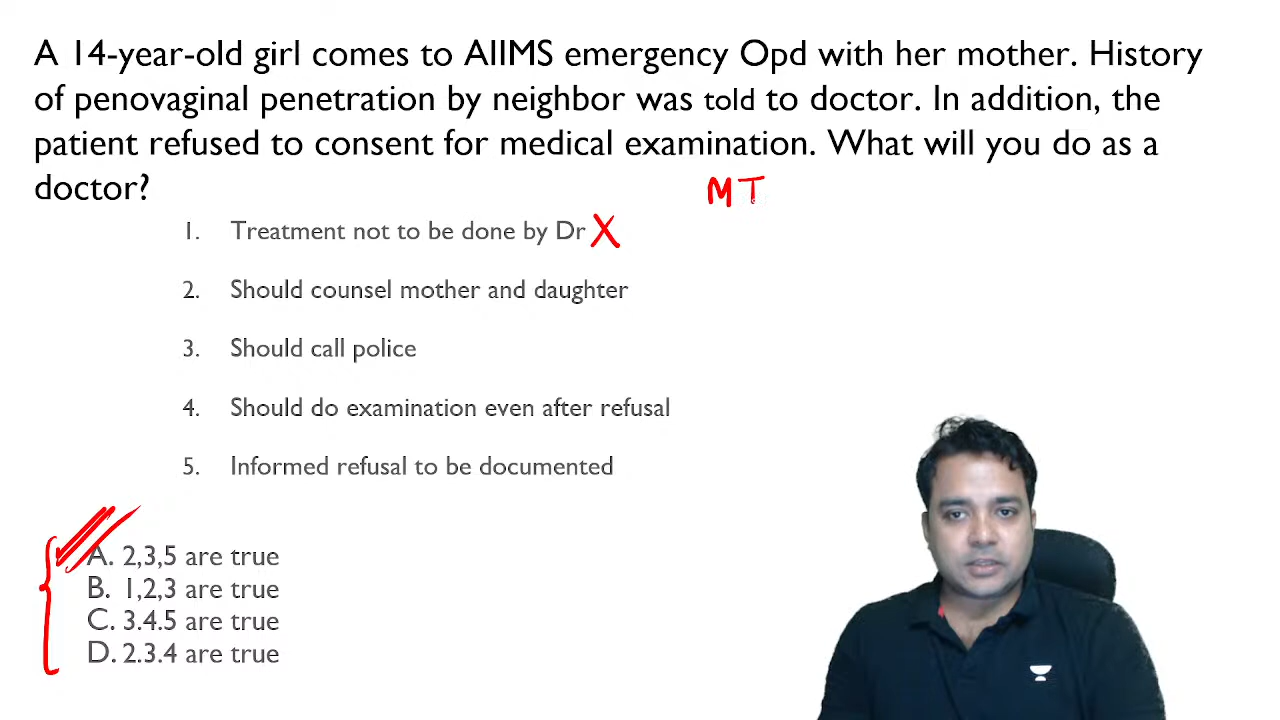 A 14-year-old girl comes to AIIMS emergency Opd with her mother. History
of penovaginal penetration by neighbor was told to doctor. In addition, the
patient refused to consent for medical examination. What will you do as a
doctor?
MT
1. Treatment not to be done by Dr X
2. Should counsel mother and daughter
3. Should call police
4. Should do examination even after refusal
5. Informed refusal to be documented
A. 2,3,5 are true
B. 1,2,3 are true
C. 3.4.5 are true
D. 2.3.4 are true